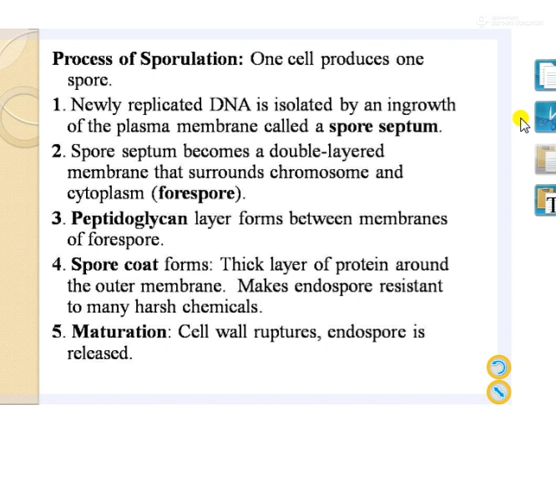 Process of Sporulation: One cell produces one
spore.
1. Newly replicated DNA is isolated by an ingrowth
of the plasma membrane called a spore septum.
2. Spore septum becomes a double-layered
membrane that surrounds chromosome and
cytoplasm (forespore).
3. Peptidoglycan layer forms between membranes
of forespore.
4. Spore coat forms: Thick layer of protein around
the outer membrane. Makes endospore resistant
to many harsh chemicals.
5. Maturation: Cell wall ruptures, endospore is
released.
T